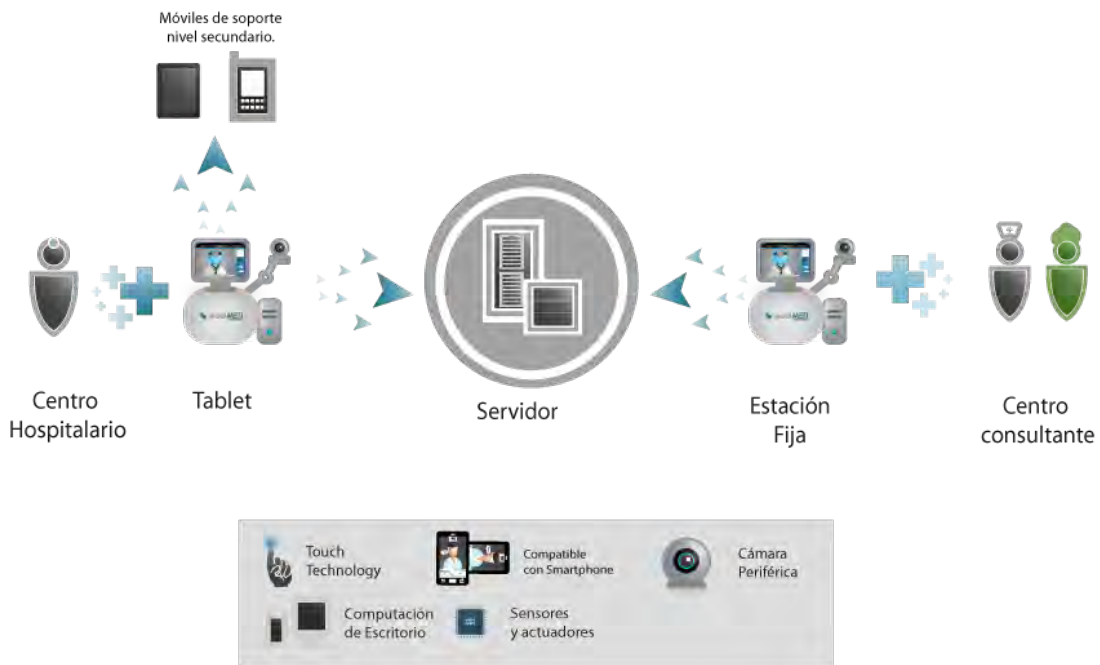 Móviles de soporte
nivel secundario.
Centro
Hospitalario
Tablet
Servidor
Estación
Fija
Centro
consultante
Touch
Technology
Compatible
con Smartphone
Cámara
Periférica
Computación
de Escritorio
Sensores
y actuadores